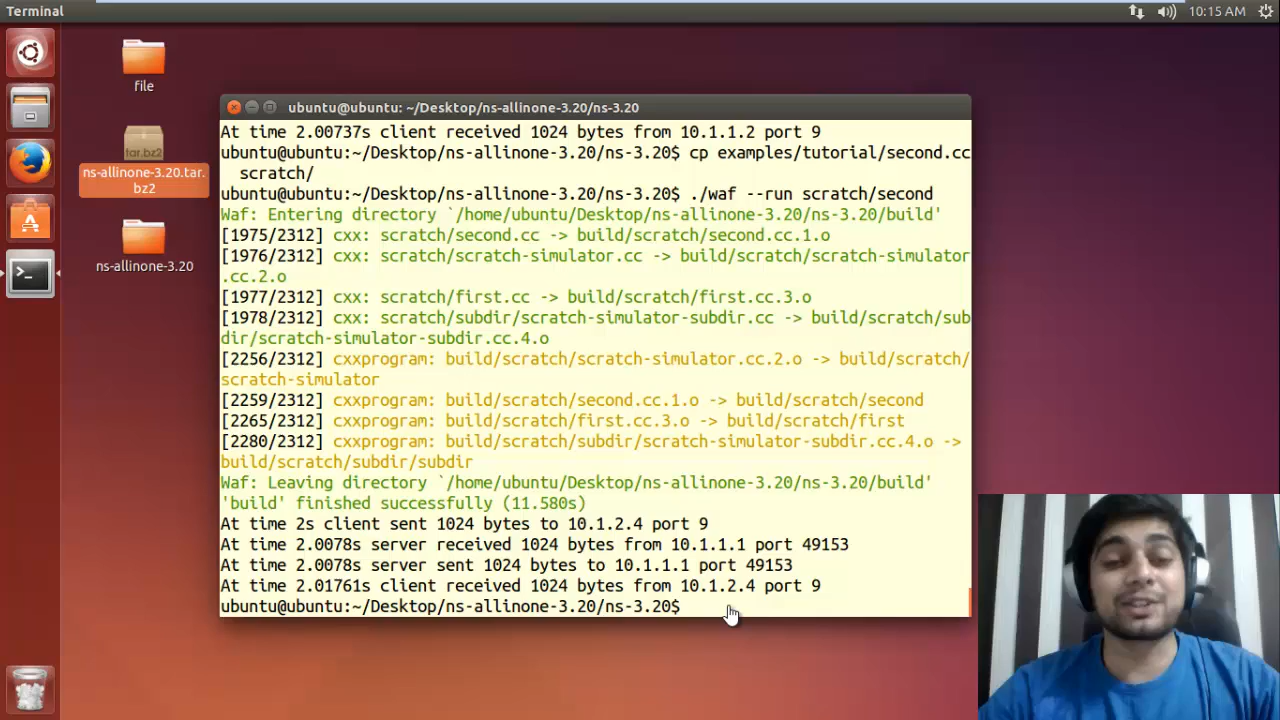 Terminal
10:15 AM
file
ns-allinone-3.20.tar.
bz2
tar.bz2
ns-allinone-3.20
ubuntu@ubuntu: ~/Desktop/ns-allinone-3.20/ns-3.20
At time 2.00737s client received 1024 bytes from 10.1.1.2 port 9
ubuntu@ubuntu:~/Desktop/ns-allinone-3.20/ns-3.20$ cp examples/tutorial/second.cc
scratch/
ubuntu@ubuntu:~/Desktop/ns-allinone-3.20/ns-3.20$ ./waf --run scratch/second
Waf: Entering directory `/home/ubuntu/Desktop/ns-allinone-3.20/ns-3.20/build'
[1975/2312] cxx: scratch/second.cc -> build/scratch/second.cc.1.o
[1976/2312] cxx: scratch/scratch-simulator.cc -> build/scratch/scratch-simulator
.cc.2.o
[1977/2312] cxx: scratch/first.cc -> build/scratch/first.cc.3.o
[1978/2312] cxx: scratch/subdir/scratch-simulator-subdir.cc -> build/scratch/sub
dir/scratch-simulator-subdir.cc.4.o
[2256/2312] cxxprogram: build/scratch/scratch-simulator.cc.2.o -> build/scratch/
scratch-simulator
[2259/2312] cxxprogram: build/scratch/second.cc.1.o -> build/scratch/second
[2265/2312] cxxprogram: build/scratch/first.cc.3.o -> build/scratch/first
[2280/2312] cxxprogram: build/scratch/subdir/scratch-simulator-subdir.cc.4.o ->
build/scratch/subdir/subdir
Waf: Leaving directory `/home/ubuntu/Desktop/ns-allinone-3.20/ns-3.20/build'
'build' finished successfully (11.580s)
At time 2s client sent 1024 bytes to 10.1.2.4 port 9
At time 2.0078s server received 1024 bytes from 10.1.1.1 port 49153
At time 2.0078s server sent 1024 bytes to 10.1.1.1 port 49153
At time 2.01761s client received 1024 bytes from 10.1.2.4 port 9
ubuntu@ubuntu:~/Desktop/ns-allinone-3.20/ns-3.20$